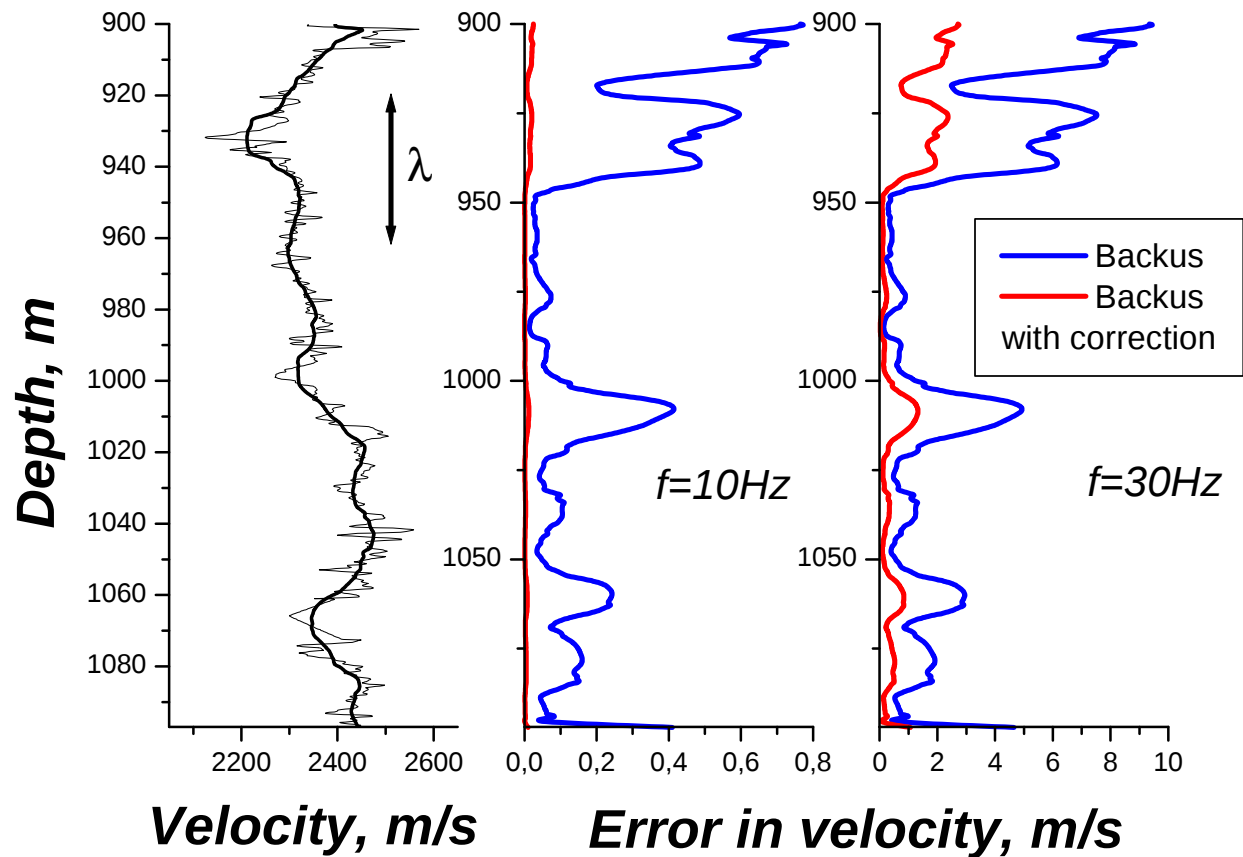 Depth, m
900
920
940
960
980
1000
1020
1040
1060
1080
λ
2200 2400 2600
Velocity, m/s
900
950
1000
1050
f=10Hz
0,0 0,2 0,4 0,6 0,8
900
950
1000
1050
Backus
Backus
with correction
f=30Hz
0 2 4 6 8 10
Error in velocity, m/s